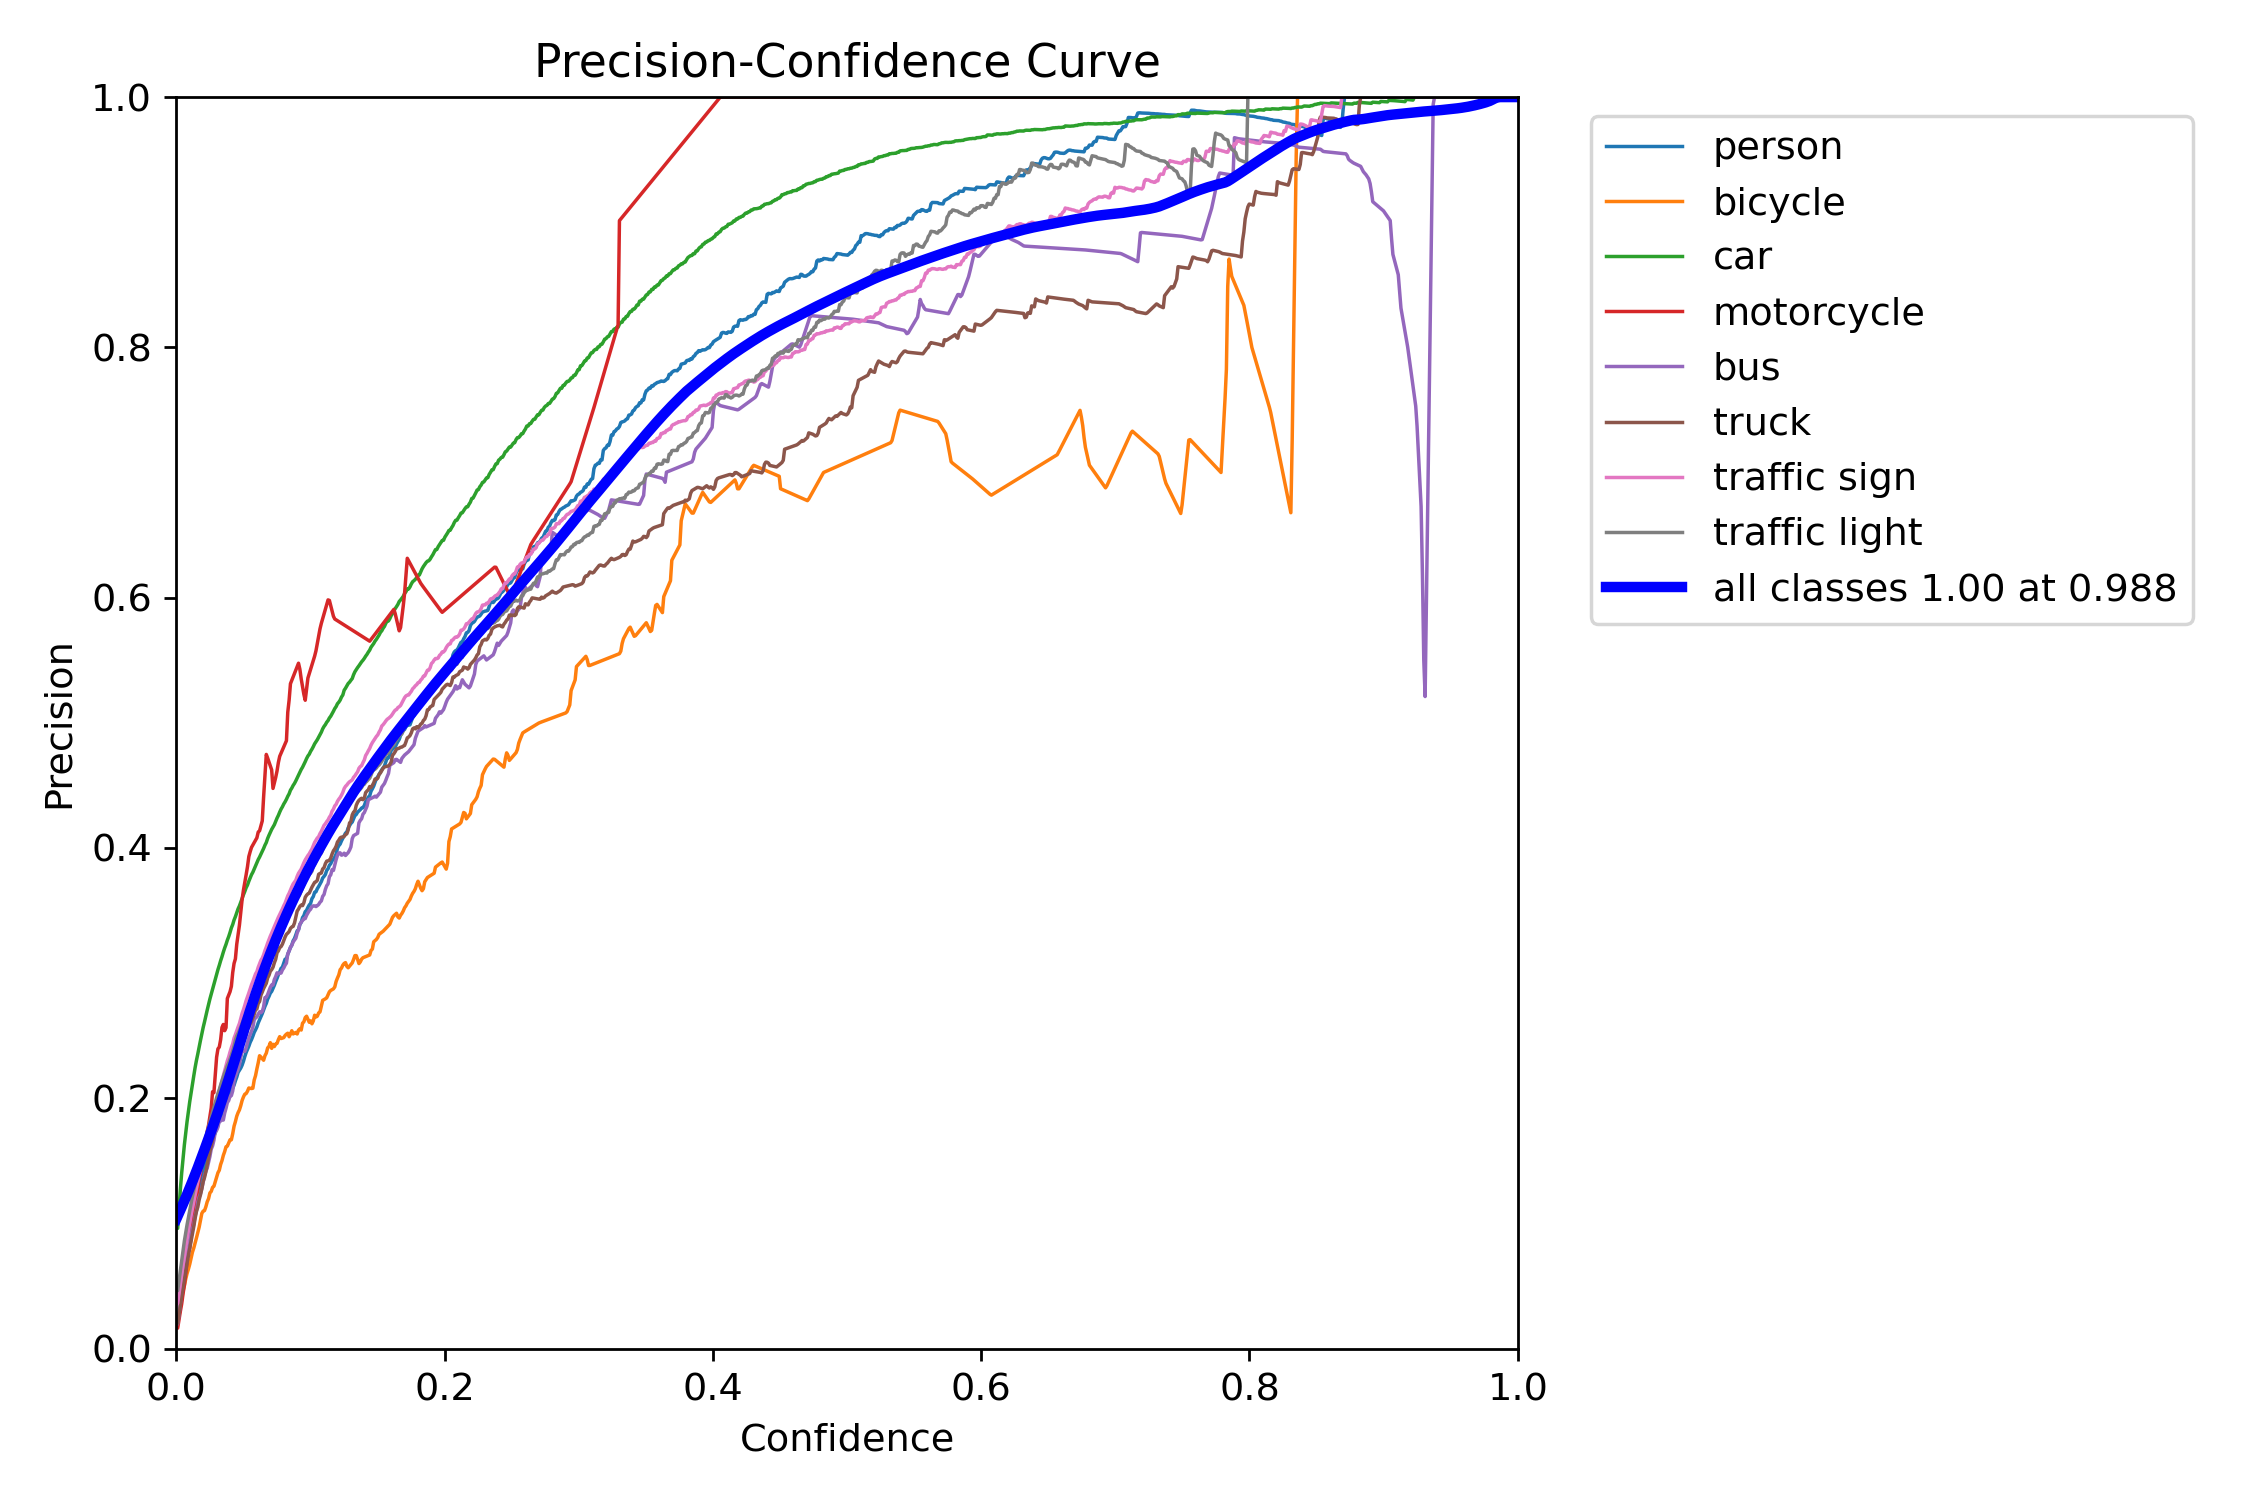 Precision-Confidence Curve
1.0
0.8
0.6
0.4
0.2
0.0
Precision
0.0 0.2 0.4 0.6 0.8 1.0
Confidence
person
bicycle
car
motorcycle
bus
truck
traffic sign
traffic light
all classes 1.00 at 0.988